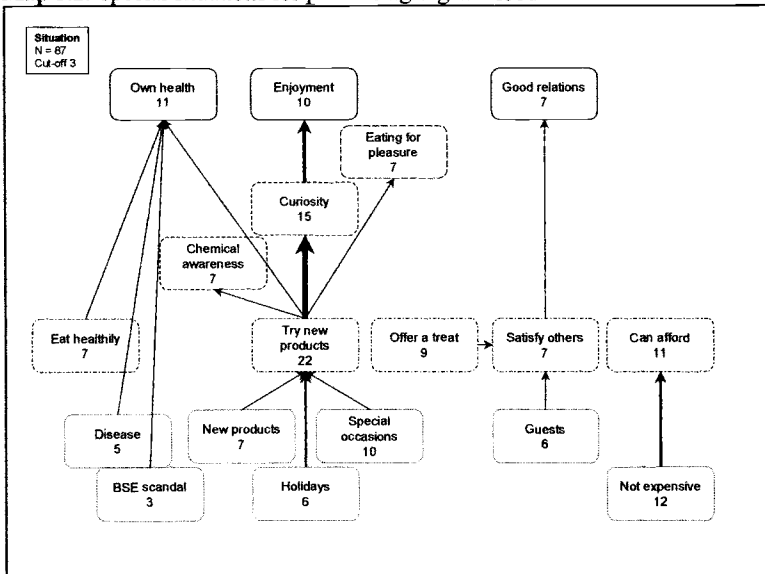 Situation
N = 87
Cut-off 3
Own health
11
Enjoyment
10
Good relations
7
Eating for
pleasure
7
Curiosity
15
Chemical
awareness
7
Eat healthily
7
Try new
products
22
Offer a treat
9
Satisfy others
7
Can afford
11
Disease
5
New products
7
Special
occasions
10
Guests
6
BSE scandal
3
Holidays
6
Not expensive
12